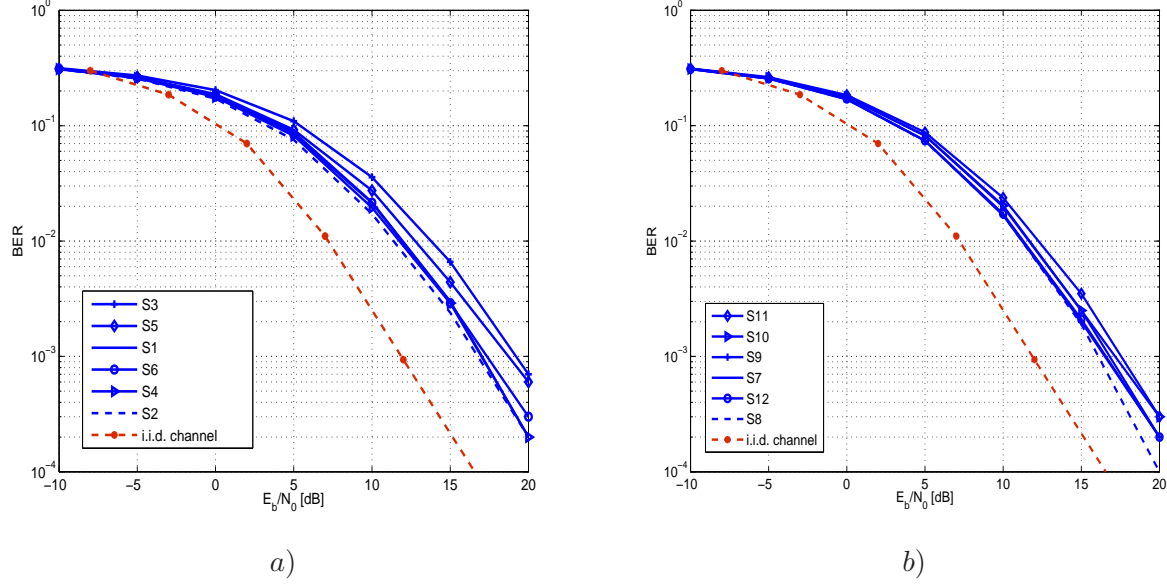 10^0
10^-1
10^-2
10^-3
10^-4
BER
−10 −5 0 5 10 15 20
E_b/N_0 [dB]
S3
S5
S1
S6
S4
S2
i.i.d. channel
a)
10^0
10^-1
10^-2
10^-3
10^-4
BER
−10 −5 0 5 10 15 20
E_b/N_0 [dB]
S11
S10
S9
S7
S12
S8
i.i.d. channel
b)